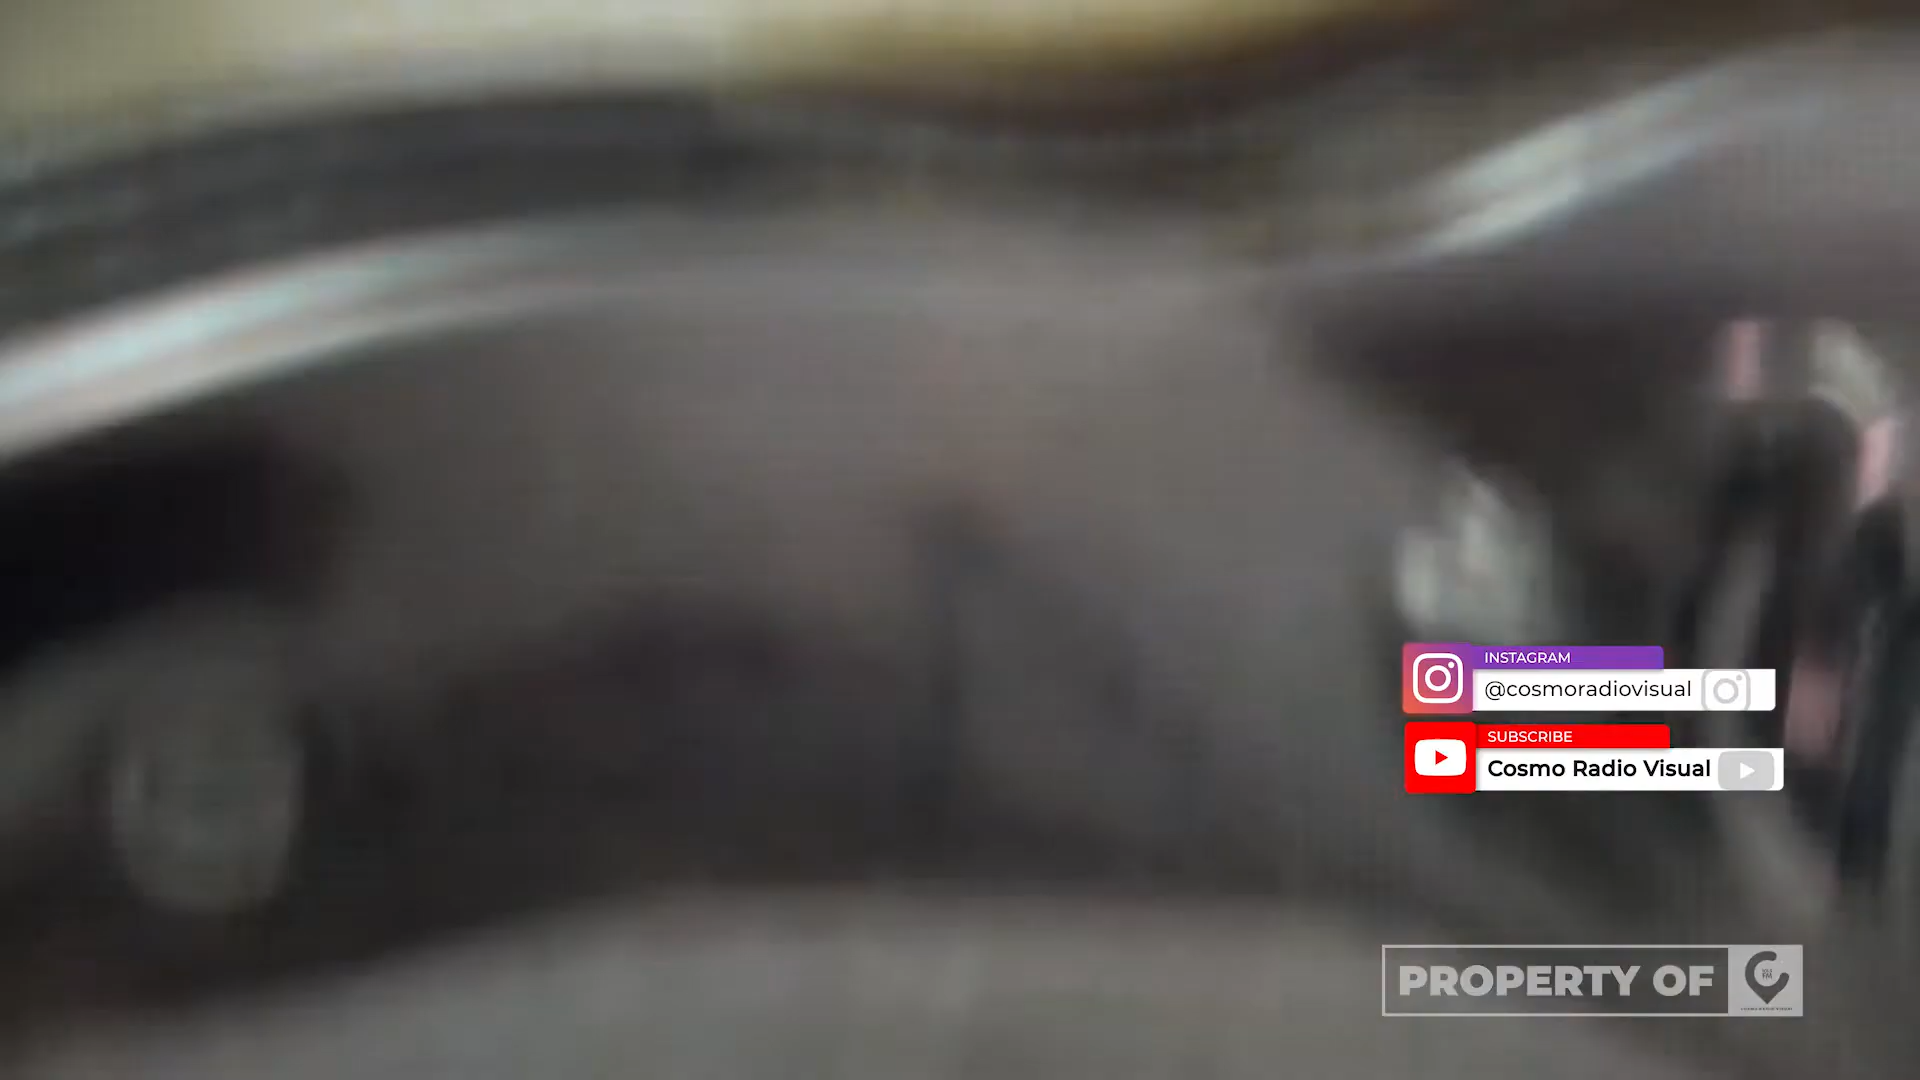 INSTAGRAM
@cosmoradiovisual
SUBSCRIBE
Cosmo Radio Visual
PROPERTY OF